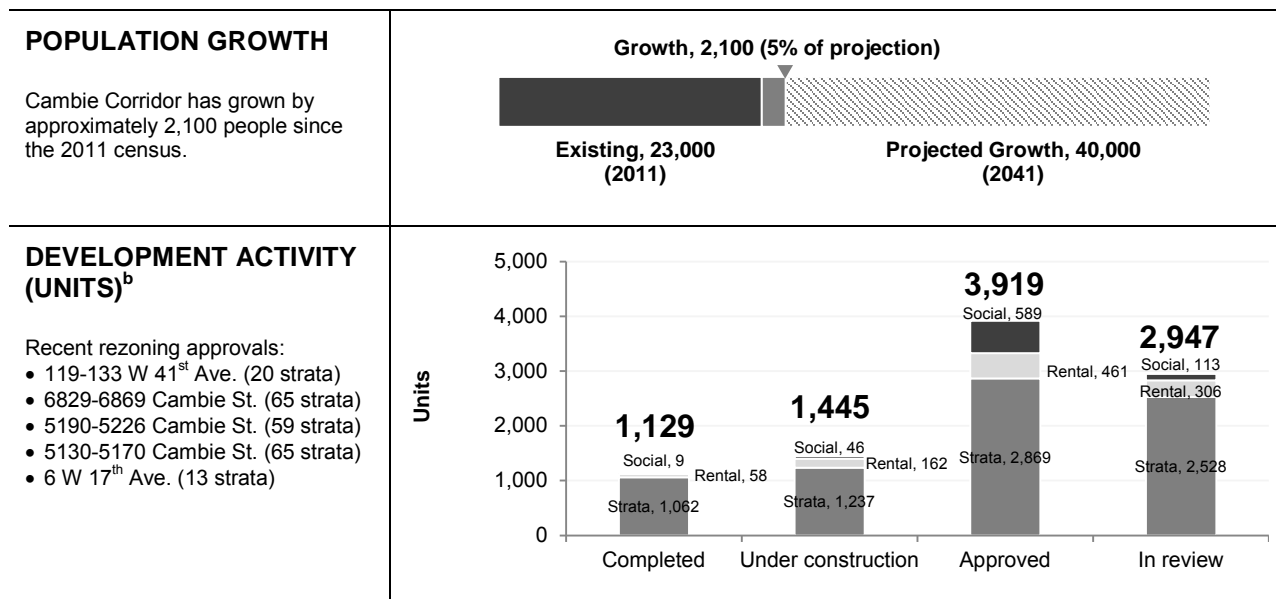 POPULATION GROWTH
Cambie Corridor has grown by
approximately 2,100 people since
the 2011 census.
Growth, 2,100 (5% of projection)
Existing, 23,000
(2011)
Projected Growth, 40,000
(2041)
DEVELOPMENT ACTIVITY
(UNITS)b
Recent rezoning approvals:
• 119-133 W 41st Ave. (20 strata)
• 6829-6869 Cambie St. (65 strata)
• 5190-5226 Cambie St. (59 strata)
• 5130-5170 Cambie St. (65 strata)
• 6 W 17th Ave. (13 strata)
Units
5,000
4,000
3,000
2,000
1,000
0
1,129
Social, 9
Rental, 58
Strata, 1,062
Completed
1,445
Social, 46
Rental, 162
Strata, 1,237
Under construction
3,919
Social, 589
Rental, 461
Strata, 2,869
Approved
2,947
Social, 113
Rental, 306
Strata, 2,528
In review